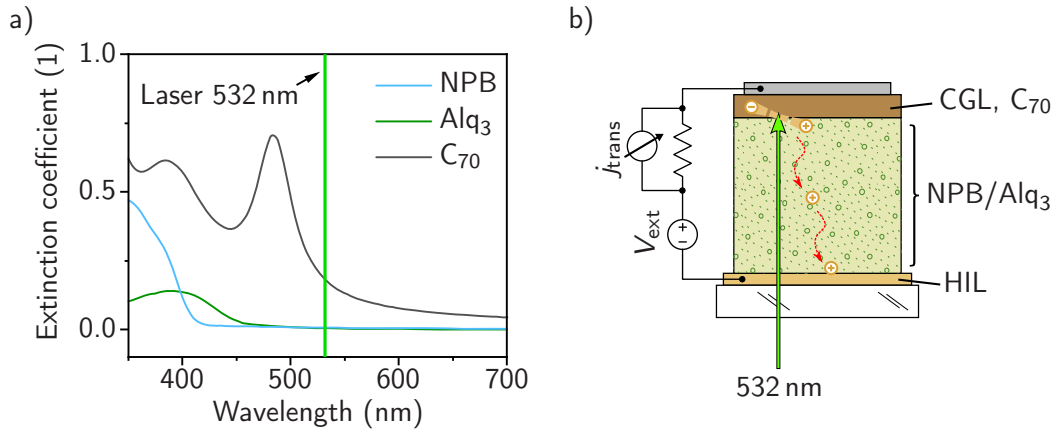 a)
1.0
0.5
0.0
Extinction coefficient (1)
400
500
600
700
Wavelength (nm)
Laser 532 nm
NPB
Alq₃
C₇₀
b)
jtrans
Vext
+
−
−
+
+
+
CGL, C₇₀
NPB/Alq₃
HIL
532 nm